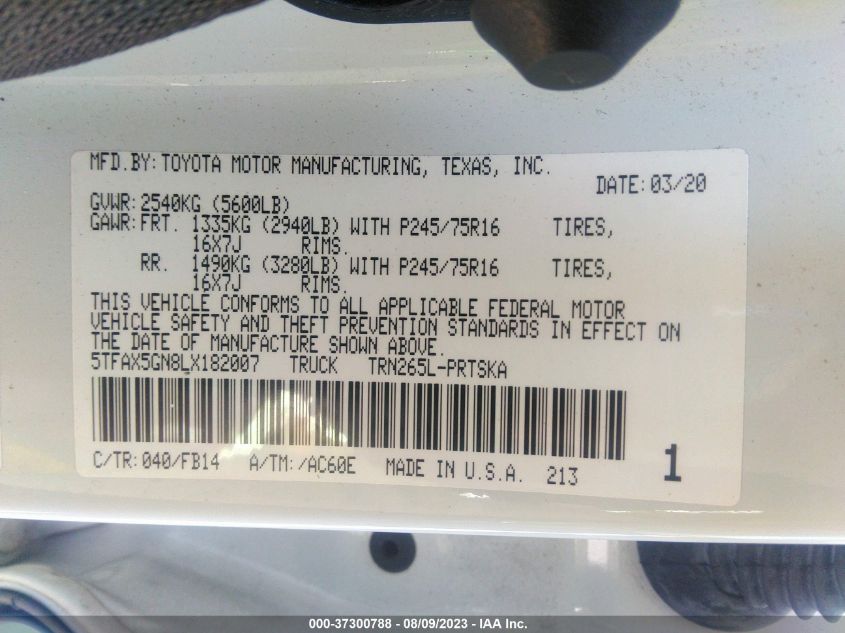 MFD.BY: TOYOTA MOTOR MANUFACTURING, TEXAS, INC.
DATE: 03/20
GVWR: 2540KG (5600LB)
GAWR: FRT. 1335KG (2940LB) WITH P245/75R16 TIRES,
16X7J RIMS.
RR. 1490KG (3280LB) WITH P245/75R16 TIRES,
16X7J RIMS.
THIS VEHICLE CONFORMS TO ALL APPLICABLE FEDERAL MOTOR
VEHICLE SAFETY AND THEFT PREVENTION STANDARDS IN EFFECT ON
THE DATE OF MANUFACTURE SHOWN ABOVE.
5TFAX5GN8LX182007 TRUCK TRN265L-PRTSKA
C/TR: 040/FB14 A/TM: /AC60E MADE IN U.S.A. 213 1
000-37300788 - 08/09/2023 - IAA Inc.